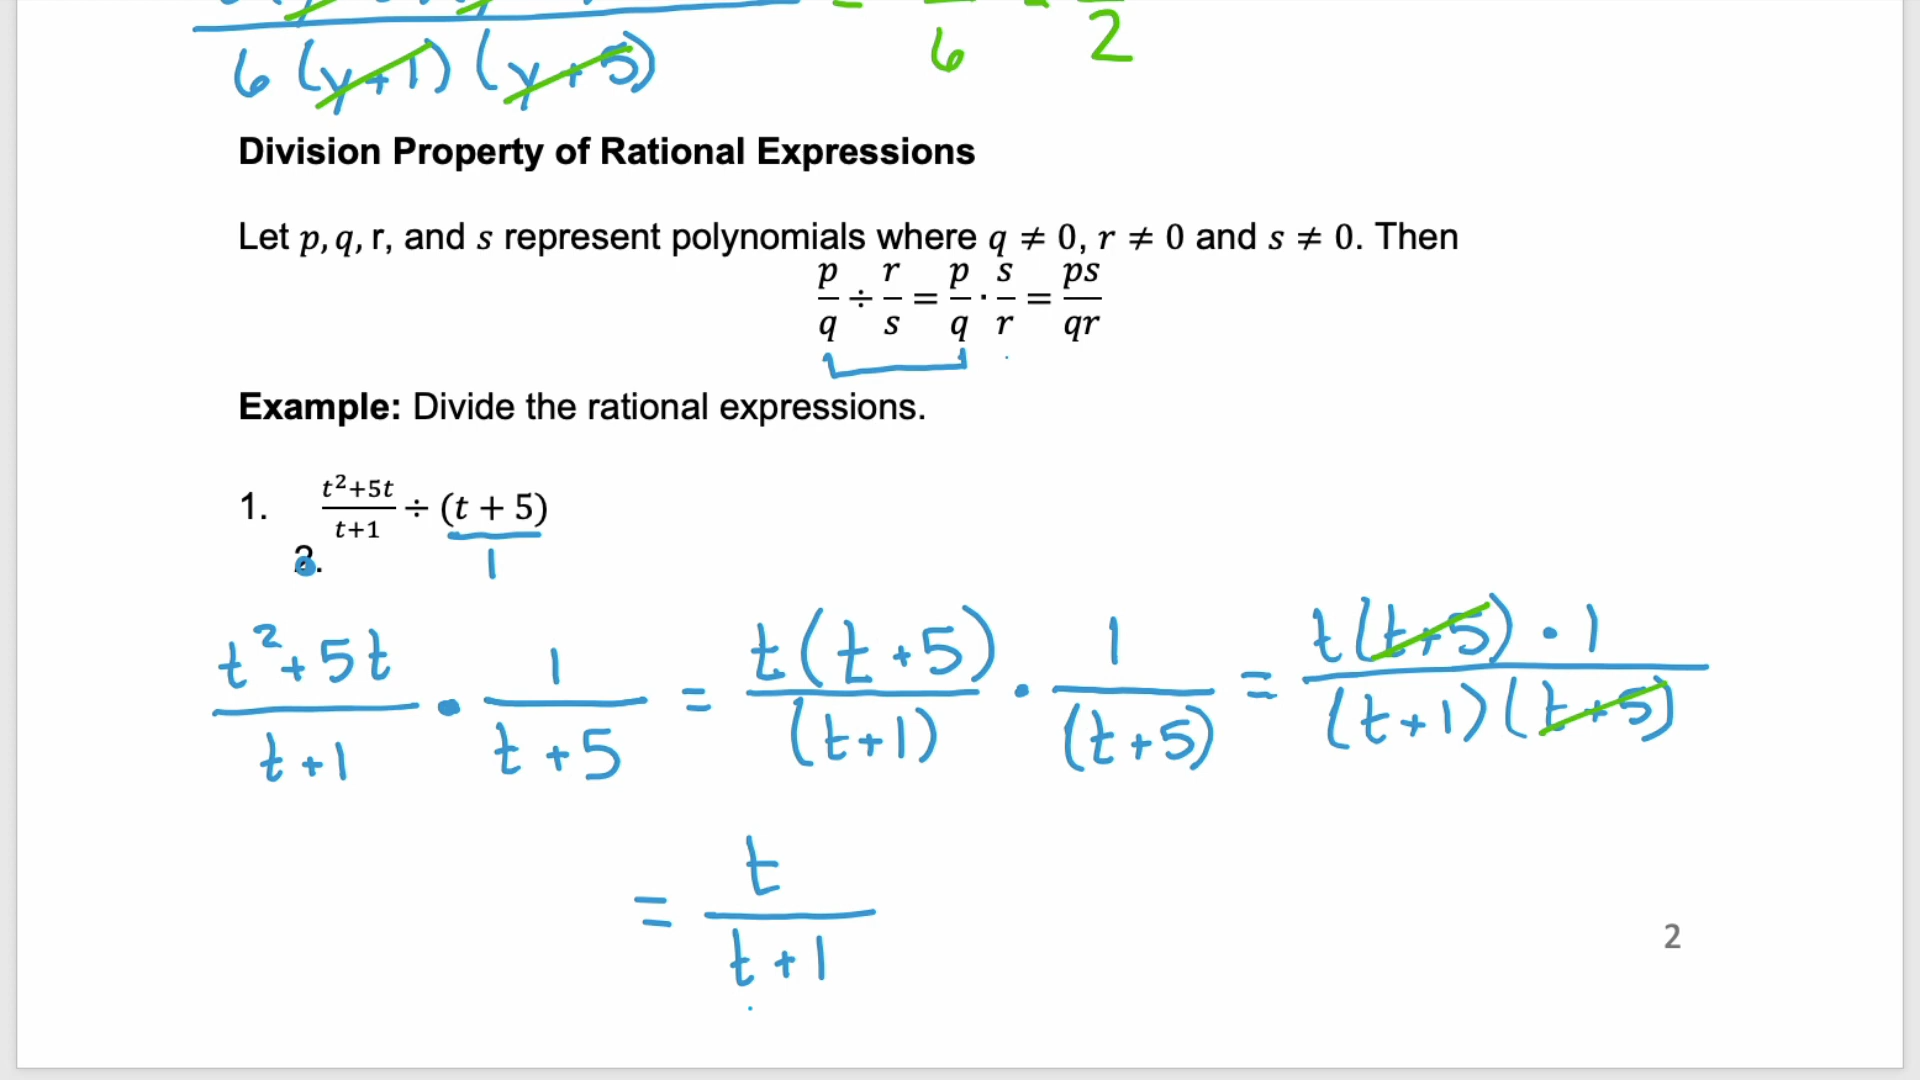 6 (y+1) (y+5)
6
2
Division Property of Rational Expressions
Let p, q, r, and s represent polynomials where q ≠ 0, r ≠ 0 and s ≠ 0. Then
p/q ÷ r/s = p/q · s/r = ps/qr
Example: Divide the rational expressions.
1. t²+5t/t+1 ÷ (t + 5)
1
2.
t²+5t/t+1 · 1/t+5 = t(t+5)/(t+1) · 1/(t+5) = t(t+5)·1/(t+1)(t+5)
= t/t+1
2